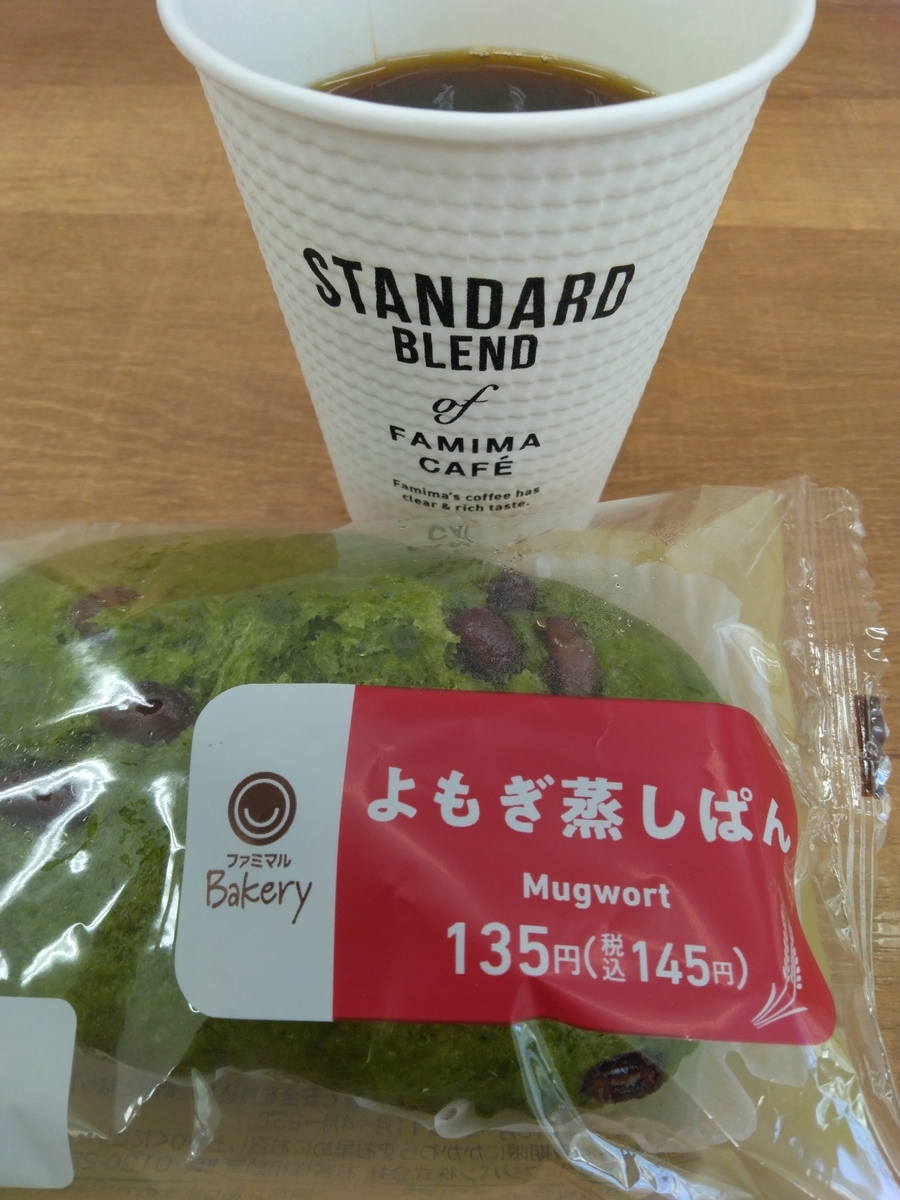 STANDARD
BLEND
of
FAMIMA
CAFÉ
Famima's coffee has
clear & rich taste.
よもぎ蒸しぱん
ファミマル
Bakery
Mugwort
135円(税込145円)